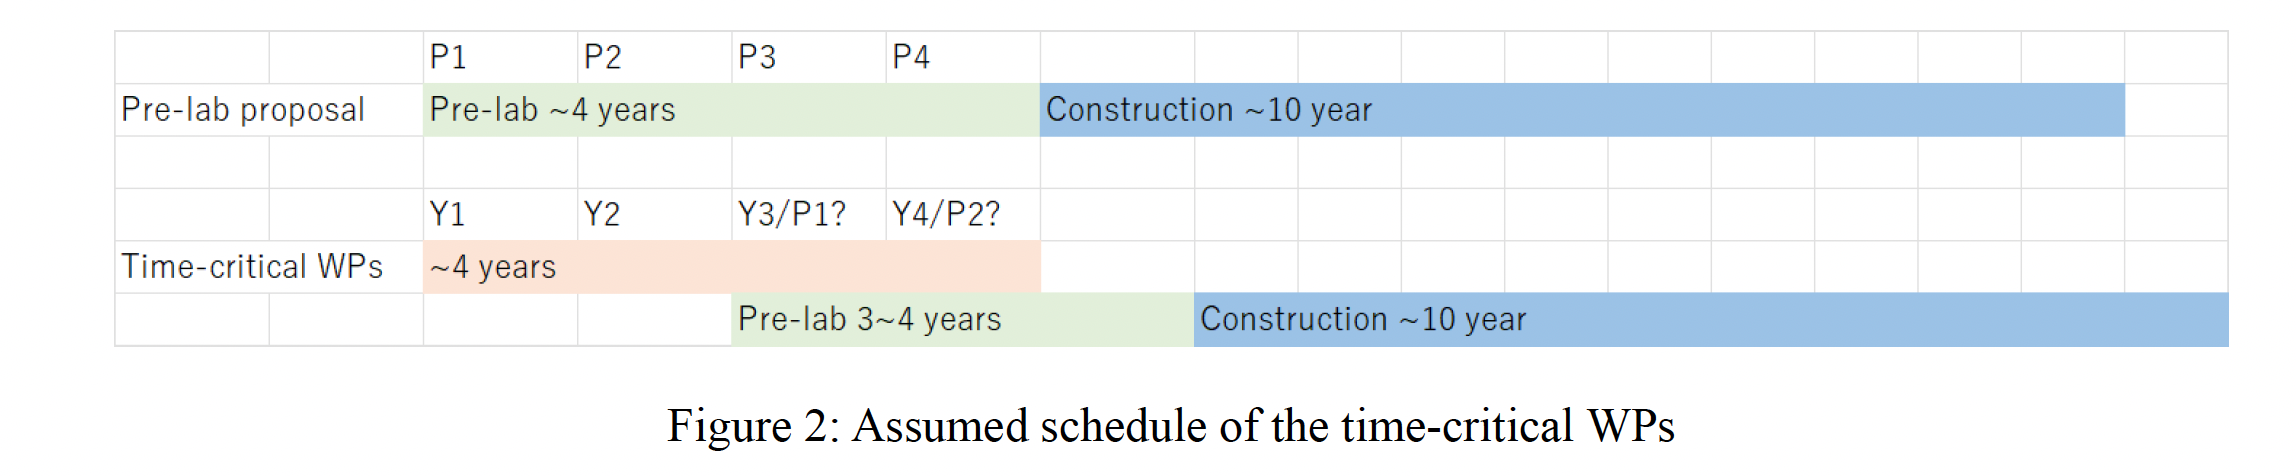 P1 P2 P3 P4
Pre-lab proposal Pre-lab ~4 years Construction ~10 year
Y1 Y2 Y3/P1? Y4/P2?
Time-critical WPs ~4 years
Pre-lab 3~4 years Construction ~10 year
Figure 2: Assumed schedule of the time-critical WPs